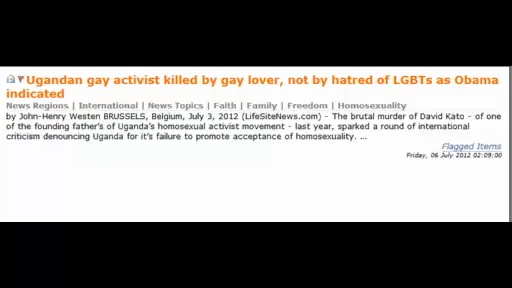 Ugandan gay activist killed by gay lover, not by hatred of LGBTs as Obama
indicated
News Regions | International | News Topics | Faith | Family | Freedom | Homosexuality
by John-Henry Westen BRUSSELS, Belgium, July 3, 2012 (LifeSiteNews.com) - The brutal murder of David Kato - of one
of the founding father's of Uganda's homosexual activist movement - last year, sparked a round of international
criticism denouncing Uganda for it's failure to promote acceptance of homosexuality. ...
Flagged Items
Friday, 06 July 2012 02:09:00